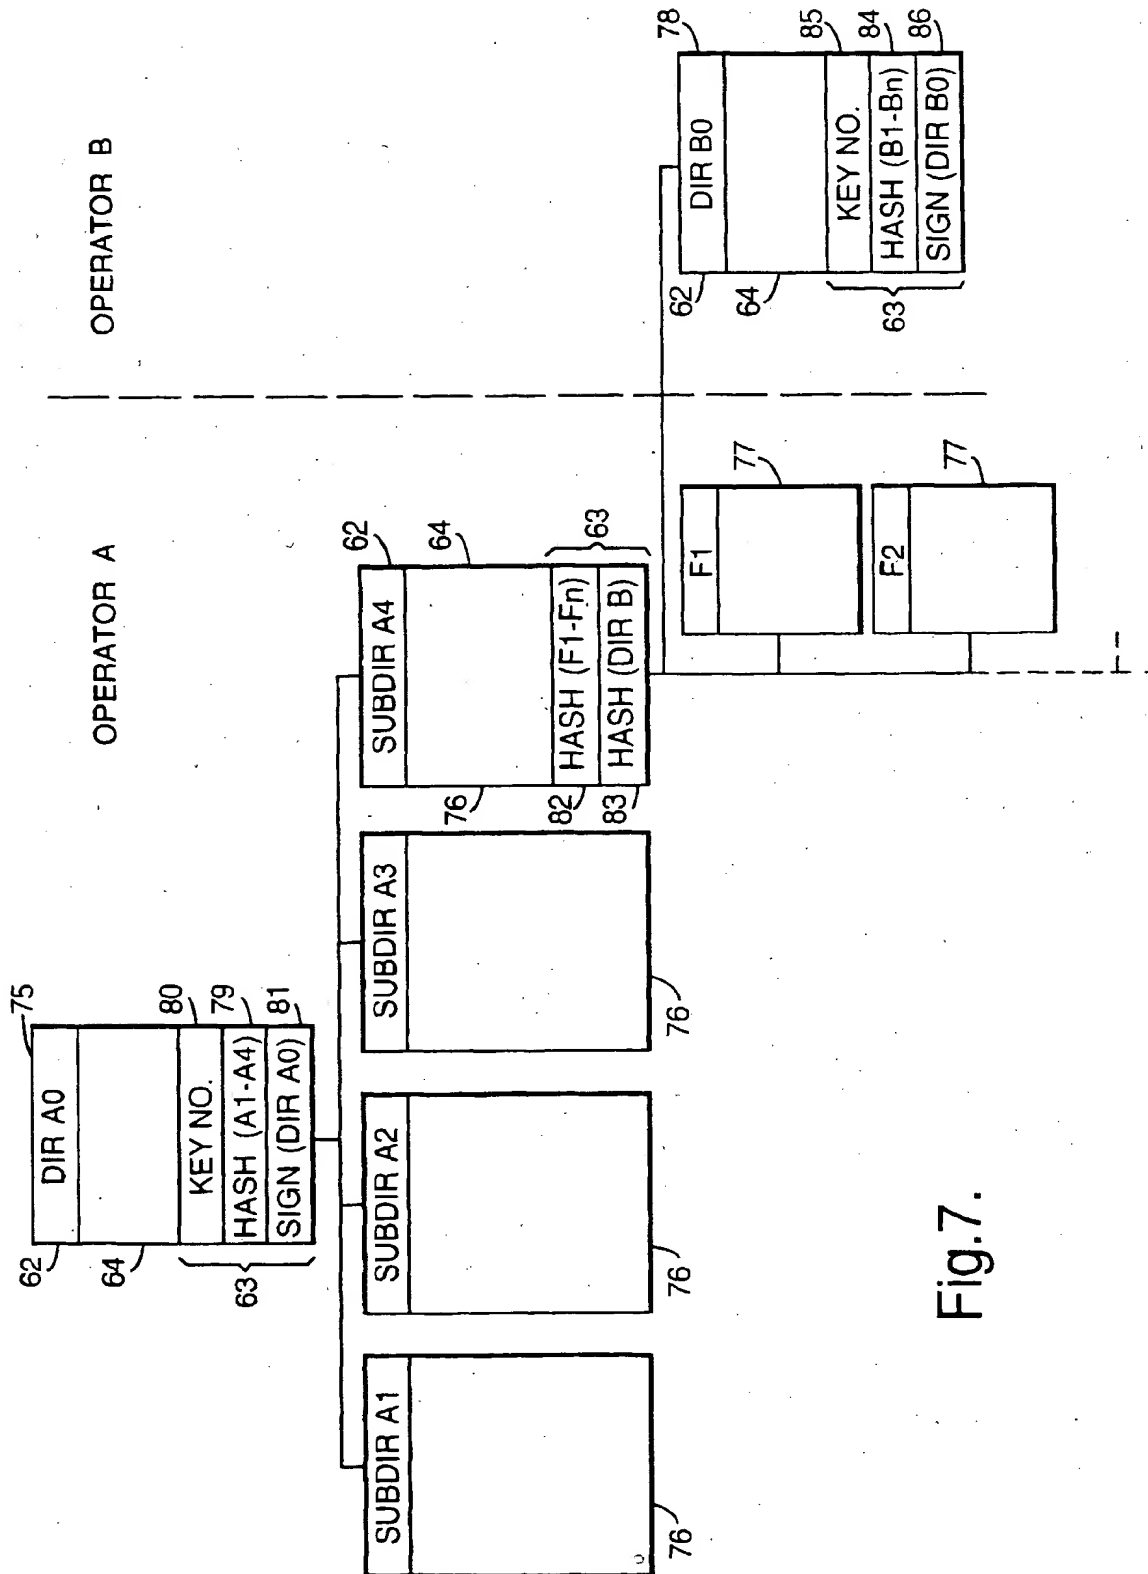 OPERATOR A
OPERATOR B
75
DIR A0
62
64
KEY NO.
80
HASH (A1-A4)
79
SIGN (DIR A0)
81
63
SUBDIR A1
76
SUBDIR A2
76
SUBDIR A3
76
SUBDIR A4
62
64
76
HASH (F1-Fn)
82
HASH (DIR B)
83
63
F1
77
F2
77
78
DIR B0
62
64
KEY NO.
85
HASH (B1-Bn)
84
SIGN (DIR B0)
86
63
Fig.7.